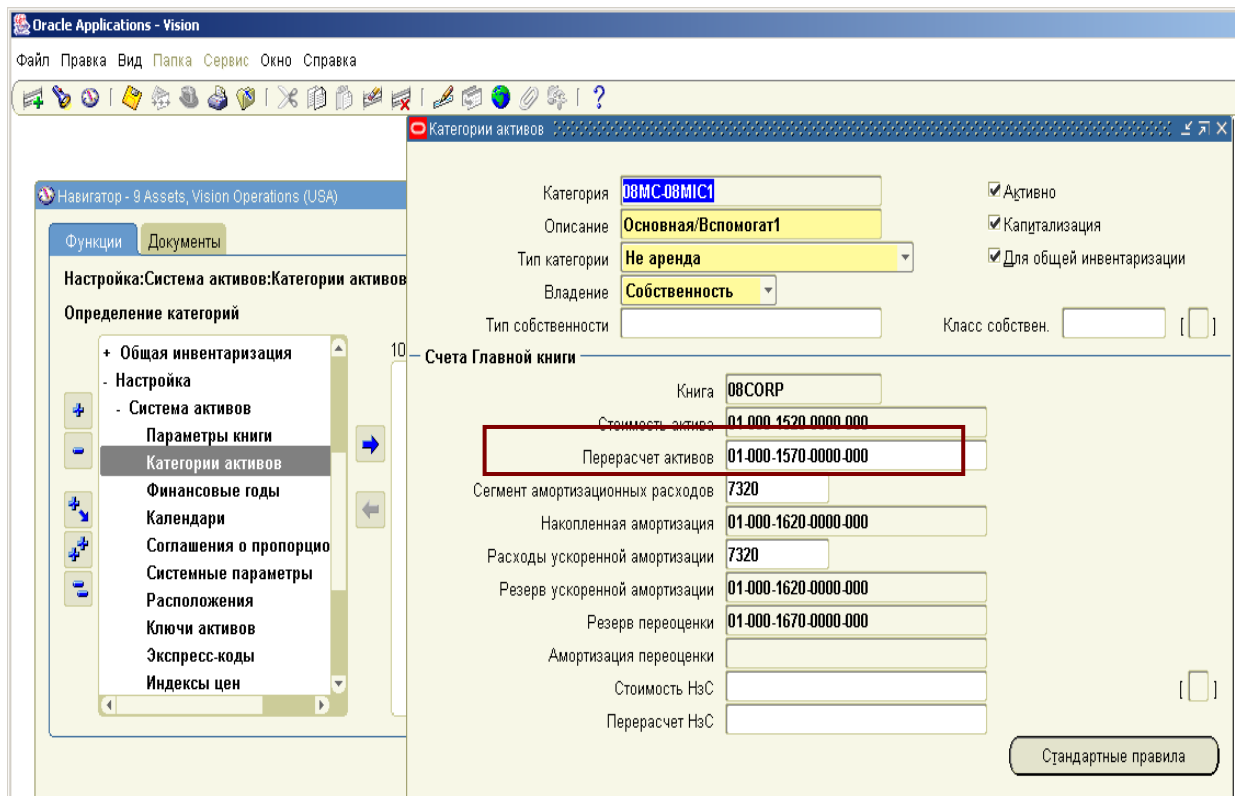 Oracle Applications - Vision
Файл Правка Вид Папка Сервис Окно Справка
Навигатор - 9 Assets, Vision Operations (USA)
Функции Документы
Настройка:Система активов:Категории активов
Определение категорий
+ Общая инвентаризация
- Настройка
- Система активов
Параметры книги
Категории активов
Финансовые годы
Календари
Соглашения о пропорцио
Системные параметры
Расположения
Ключи активов
Экспресс-коды
Индексы цен
10
Категории активов
Категория 08MC-08MIC1 Активно
Описание Основная/Вспомогат1 Капитализация
Тип категории Не аренда Для общей инвентаризации
Владение Собственность
Тип собственности Класс собствен. [ ]
Счета Главной книги
Книга 08CORP
Стоимость актива 01-000-1520-0000-000
Перерасчет активов 01-000-1570-0000-000
Сегмент амортизационных расходов 7320
Накопленная амортизация 01-000-1620-0000-000
Расходы ускоренной амортизации 7320
Резерв ускоренной амортизации 01-000-1620-0000-000
Резерв переоценки 01-000-1670-0000-000
Амортизация переоценки
Стоимость НзС [ ]
Перерасчет НзС
Стандартные правила